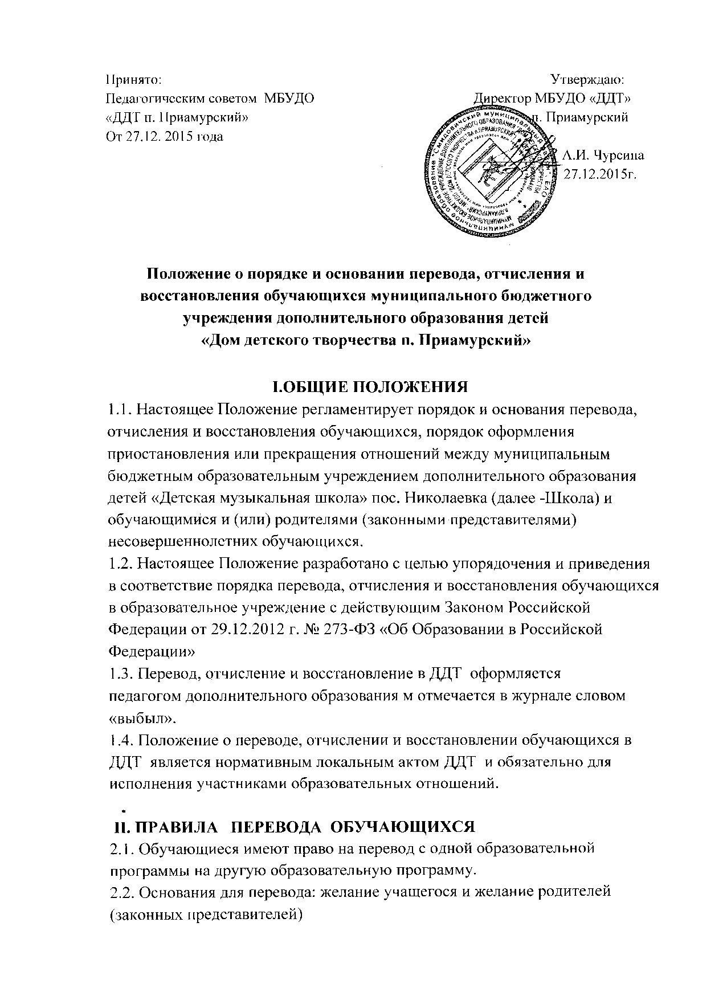 Принято: Утверждаю:
Педагогическим советом МБУДО Директор МБУДО «ДДТ»
«ДДТ п. Приамурский» п. Приамурский
От 27.12. 2015 года
А.И. Чурсина
27.12.2015г.
Положение о порядке и основании перевода, отчисления и
восстановления обучающихся муниципального бюджетного
учреждения дополнительного образования детей
«Дом детского творчества п. Приамурский»
I.ОБЩИЕ ПОЛОЖЕНИЯ
1.1. Настоящее Положение регламентирует порядок и основания перевода,
отчисления и восстановления обучающихся, порядок оформления
приостановления или прекращения отношений между муниципальным
бюджетным образовательным учреждением дополнительного образования
детей «Детская музыкальная школа» пос. Николаевка (далее -Школа) и
обучающимися и (или) родителями (законными представителями)
несовершеннолетних обучающихся.
1.2. Настоящее Положение разработано с целью упорядочения и приведения
в соответствие порядка перевода, отчисления и восстановления обучающихся
в образовательное учреждение с действующим Законом Российской
Федерации от 29.12.2012 г. № 273-ФЗ «Об Образовании в Российской
Федерации»
1.3. Перевод, отчисление и восстановление в ДДТ оформляется
педагогом дополнительного образования м отмечается в журнале словом
«выбыл».
1.4. Положение о переводе, отчислении и восстановлении обучающихся в
ДДТ является нормативным локальным актом ДДТ и обязательно для
исполнения участниками образовательных отношений.
II. ПРАВИЛА ПЕРЕВОДА ОБУЧАЮЩИХСЯ
2.1. Обучающиеся имеют право на перевод с одной образовательной
программы на другую образовательную программу.
2.2. Основания для перевода: желание учащегося и желание родителей
(законных представителей)